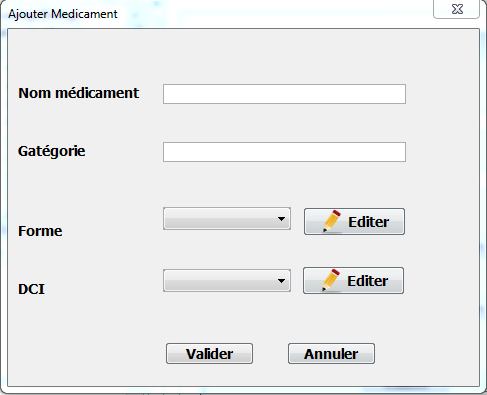 Ajouter Medicament
Nom médicament
Gatégorie
Forme
Editer
DCI
Editer
Valider Annuler